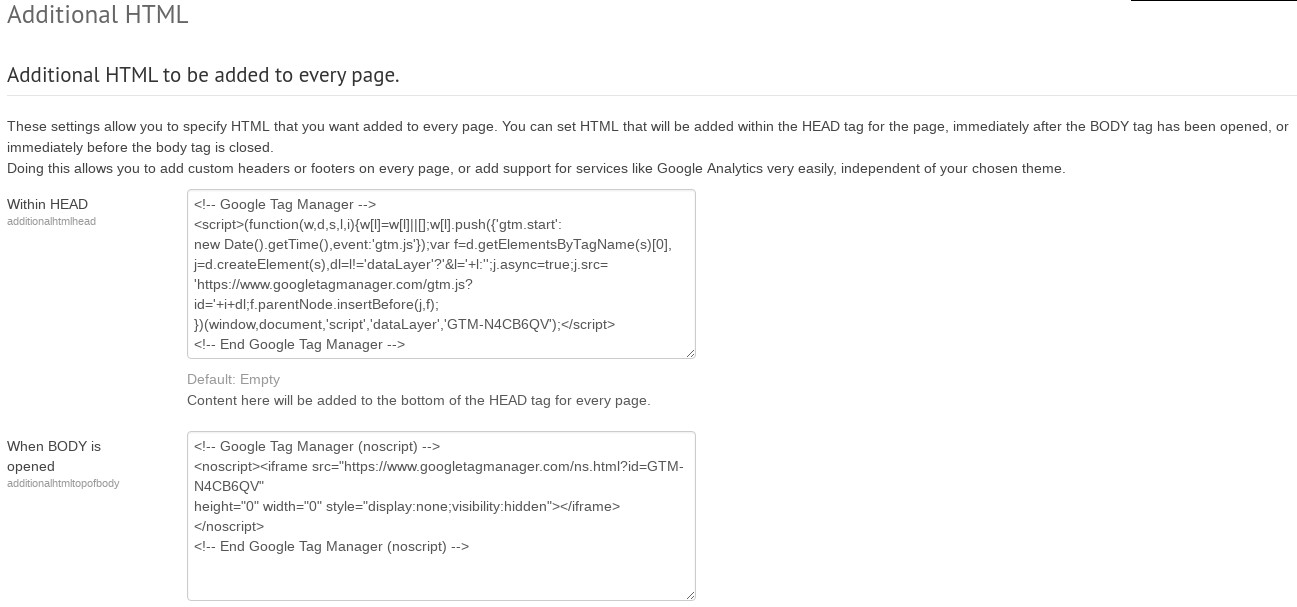 Additional HTML
Additional HTML to be added to every page.
These settings allow you to specify HTML that you want added to every page. You can set HTML that will be added within the HEAD tag for the page, immediately after the BODY tag has been opened, or
immediately before the body tag is closed.
Doing this allows you to add custom headers or footers on every page, or add support for services like Google Analytics very easily, independent of your chosen theme.
Within HEAD
additionalhtmlhead
<!-- Google Tag Manager -->
<script>(function(w,d,s,l,i){w[l]=w[l]||[];w[l].push({'gtm.start':
new Date().getTime(),event:'gtm.js'});var f=d.getElementsByTagName(s)[0],
j=d.createElement(s),dl=l!='dataLayer'?'&l='+l:'';j.async=true;j.src=
'https://www.googletagmanager.com/gtm.js?
id='+i+dl;f.parentNode.insertBefore(j,f);
})(window,document,'script','dataLayer','GTM-N4CB6QV');</script>
<!-- End Google Tag Manager -->
Default: Empty
Content here will be added to the bottom of the HEAD tag for every page.
When BODY is
opened
additionalhtmltopofbody
<!-- Google Tag Manager (noscript) -->
<noscript><iframe src="https://www.googletagmanager.com/ns.html?id=GTM-
N4CB6QV"
height="0" width="0" style="display:none;visibility:hidden"></iframe>
</noscript>
<!-- End Google Tag Manager (noscript) -->